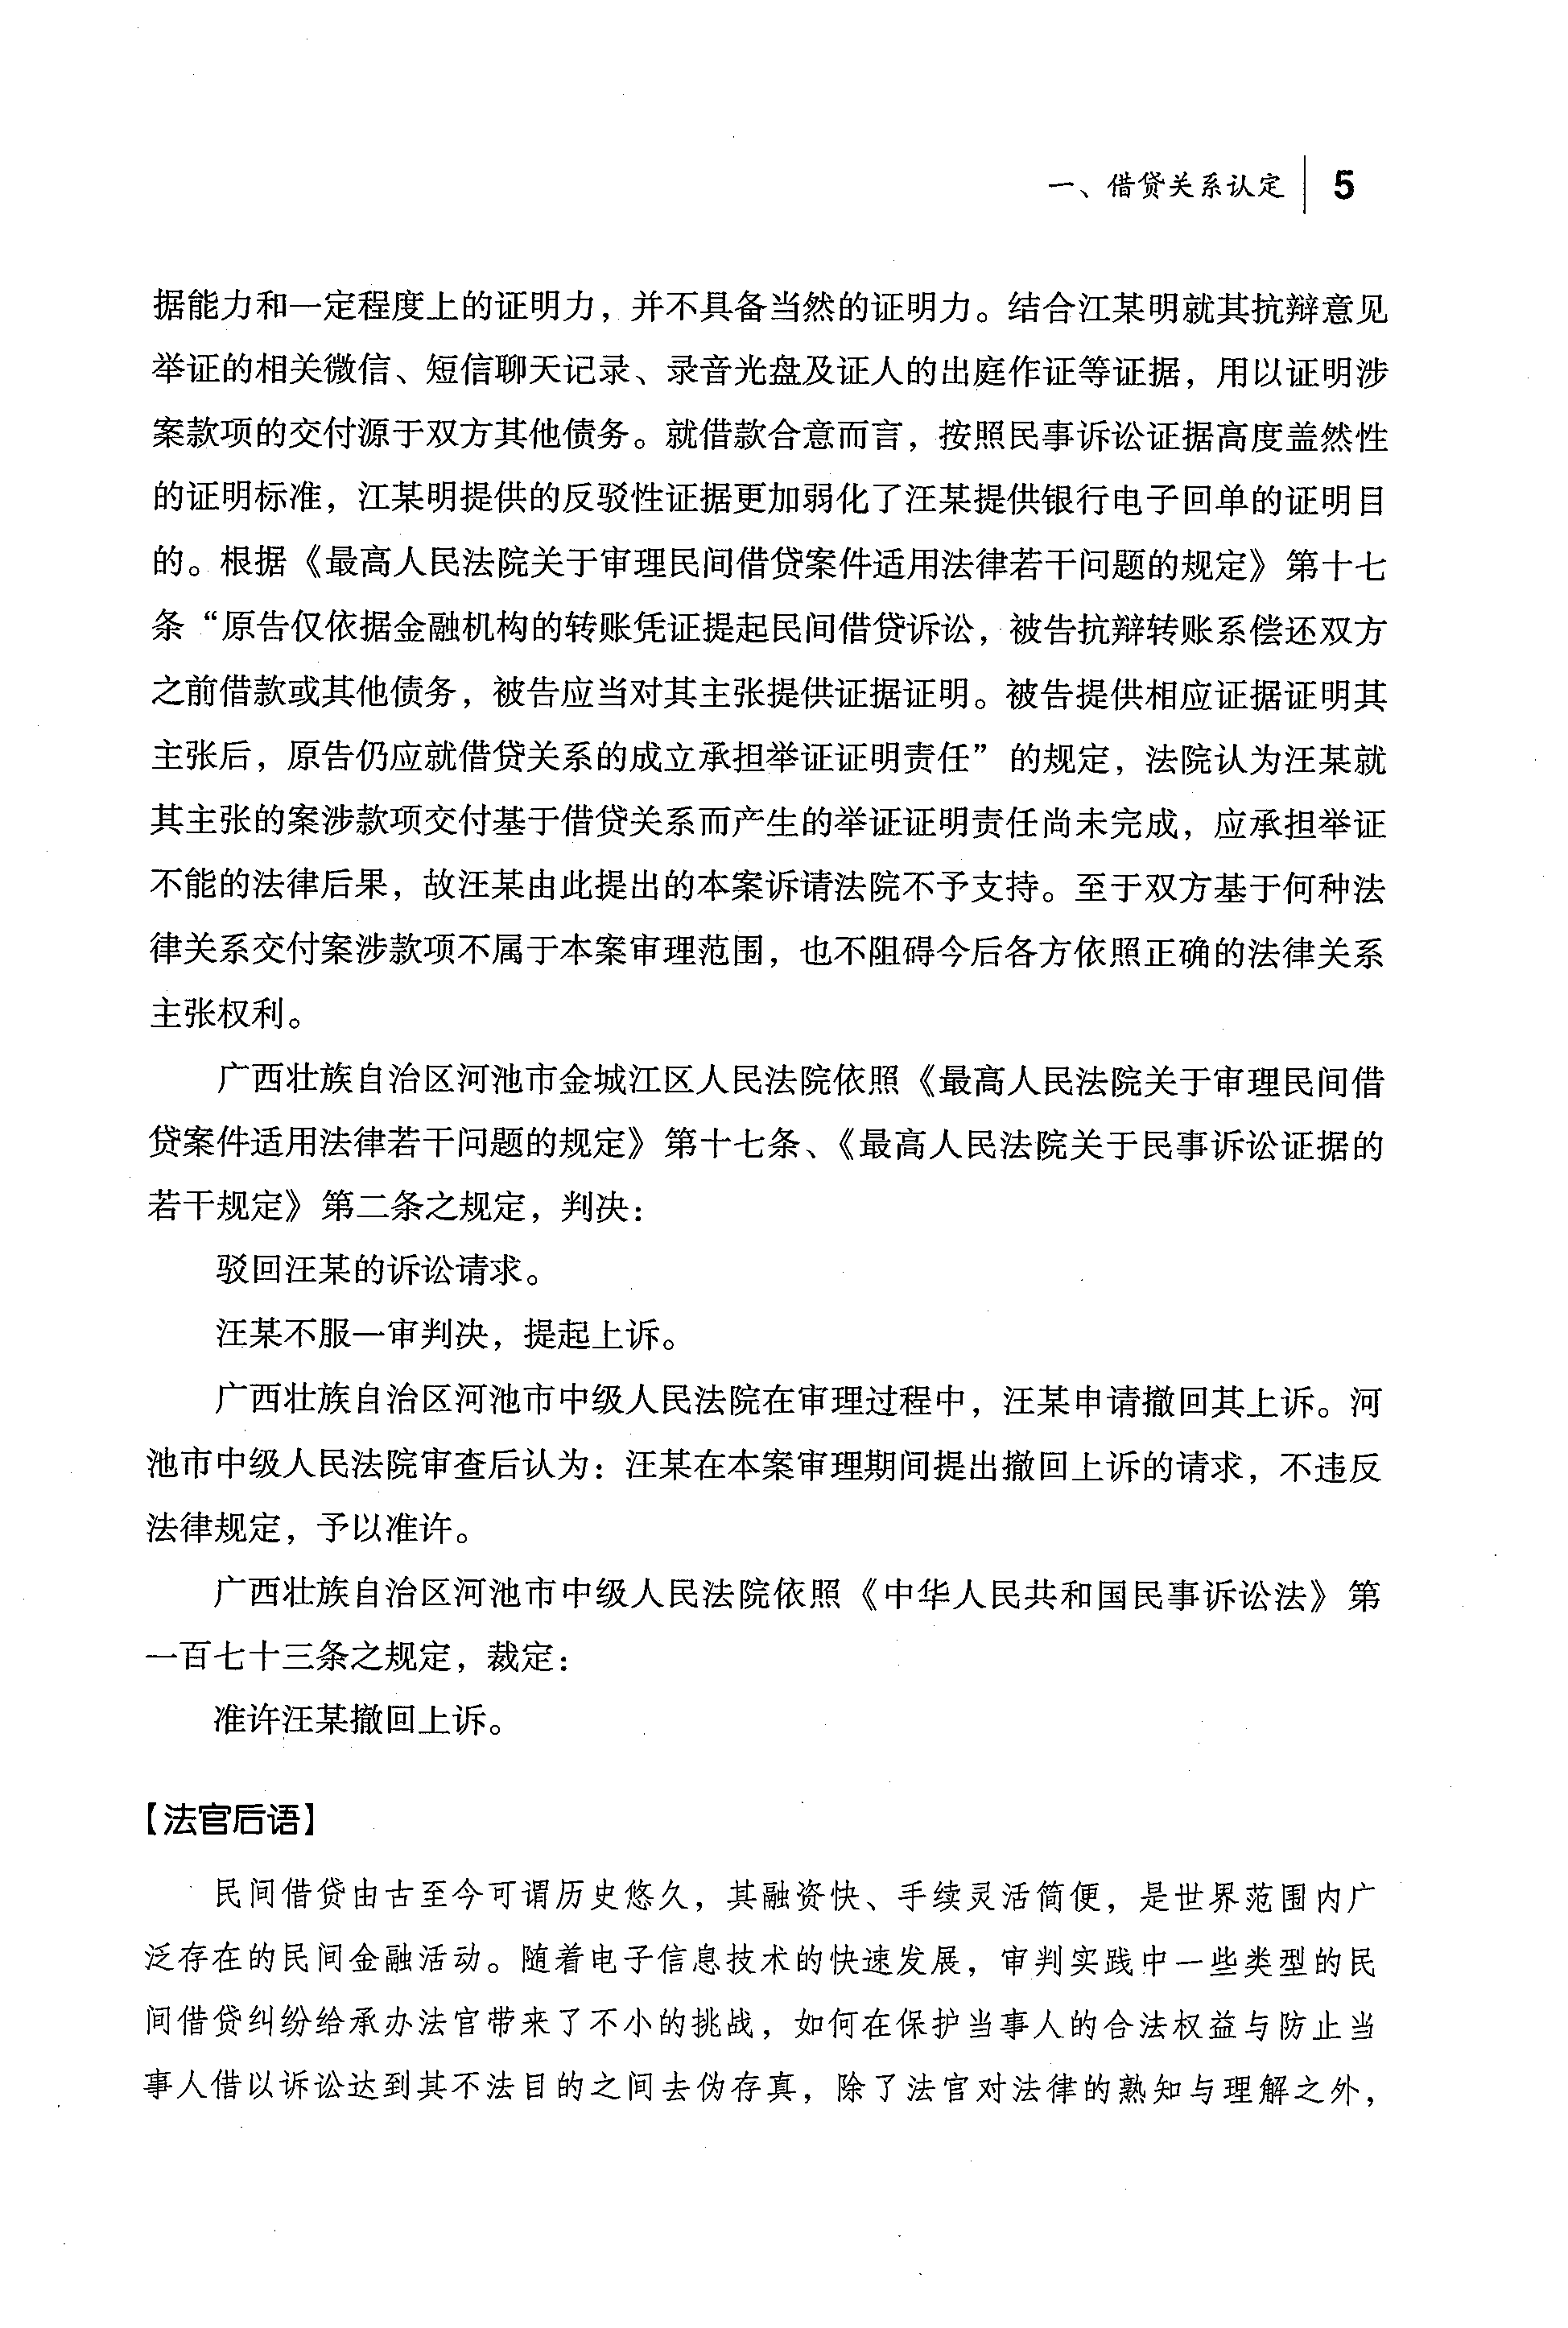 一、借贷关系认定 5
据能力和一定程度上的证明力，并不具备当然的证明力。结合江某明就其抗辩意见
举证的相关微信、短信聊天记录、录音光盘及证人的出庭作证等证据，用以证明涉
案款项的交付源于双方其他债务。就借款合意而言，按照民事诉讼证据高度盖然性
的证明标准，江某明提供的反驳性证据更加弱化了汪某提供银行电子回单的证明目
的。根据《最高人民法院关于审理民间借贷案件适用法律若干问题的规定》第十七
条“原告仅依据金融机构的转账凭证提起民间借贷诉讼，被告抗辩转账系偿还双方
之前借款或其他债务，被告应当对其主张提供证据证明。被告提供相应证据证明其
主张后，原告仍应就借贷关系的成立承担举证证明责任”的规定，法院认为汪某就
其主张的案涉款项交付基于借贷关系而产生的举证证明责任尚未完成，应承担举证
不能的法律后果，故汪某由此提出的本案诉请法院不予支持。至于双方基于何种法
律关系交付案涉款项不属于本案审理范围，也不阻碍今后各方依照正确的法律关系
主张权利。
广西壮族自治区河池市金城江区人民法院依照《最高人民法院关于审理民间借
贷案件适用法律若干问题的规定》第十七条、《最高人民法院关于民事诉讼证据的
若干规定》第二条之规定，判决：
驳回汪某的诉讼请求。
汪某不服一审判决，提起上诉。
广西壮族自治区河池市中级人民法院在审理过程中，汪某申请撤回其上诉。河
池市中级人民法院审查后认为：汪某在本案审理期间提出撤回上诉的请求，不违反
法律规定，予以准许。
广西壮族自治区河池市中级人民法院依照《中华人民共和国民事诉讼法》第
一百七十三条之规定，裁定：
准许汪某撤回上诉。
【法官后语】
民间借贷由古至今可谓历史悠久，其融资快、手续灵活简便，是世界范围内广
泛存在的民间金融活动。随着电子信息技术的快速发展，审判实践中一些类型的民
间借贷纠纷给承办法官带来了不小的挑战，如何在保护当事人的合法权益与防止当
事人借以诉讼达到其不法目的之间去伪存真，除了法官对法律的熟知与理解之外，